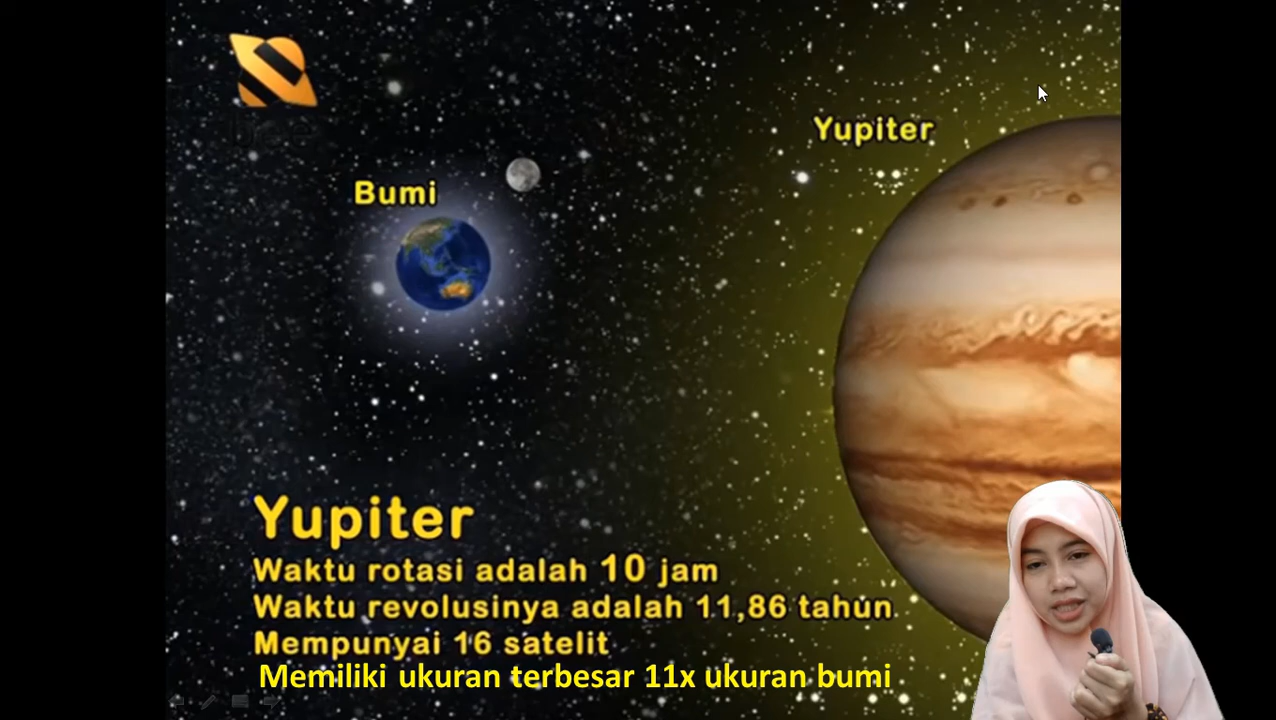 Yupiter
Bumi
Yupiter
Waktu rotasi adalah 10 jam
Waktu revolusinya adalah 11,86 tahun
Mempunyai 16 satelit
Memiliki ukuran terbesar 11x ukuran bumi